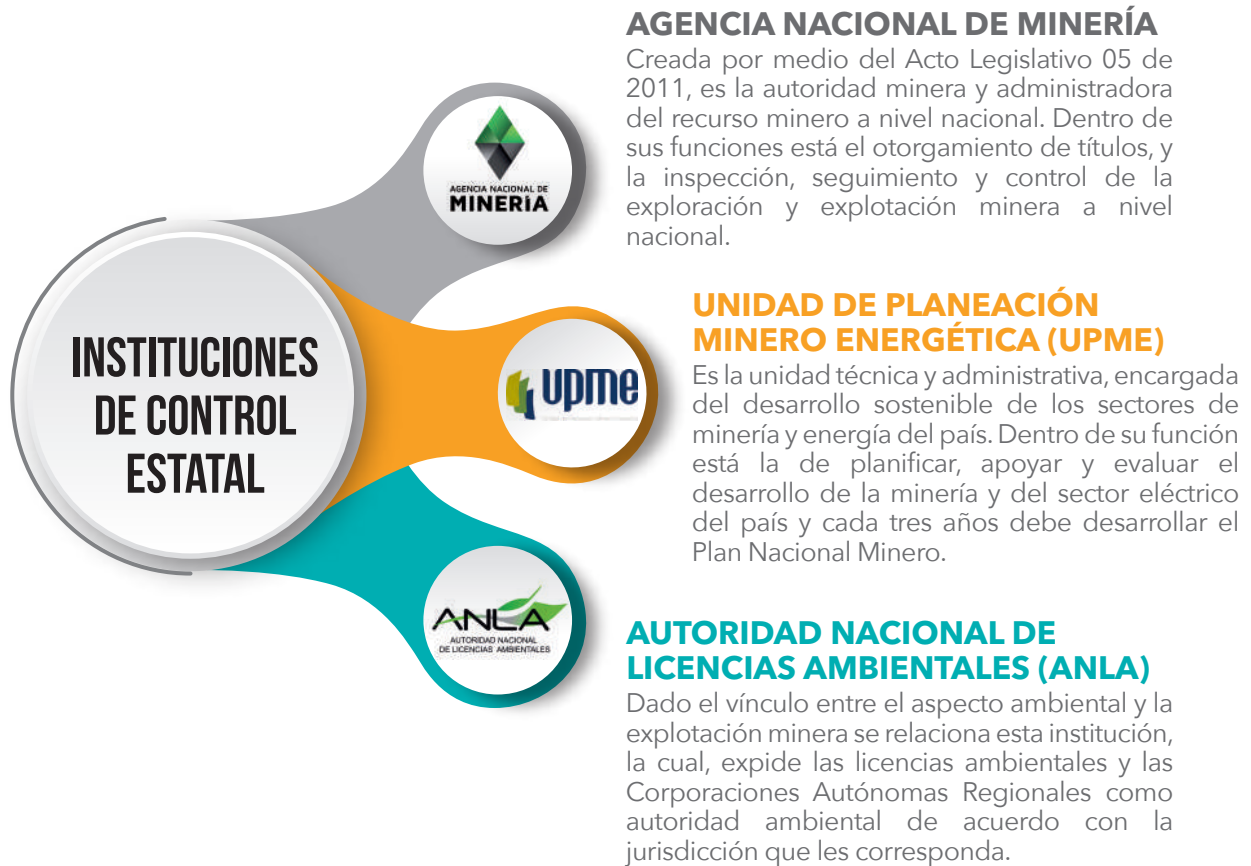 AGENCIA NACIONAL DE MINERÍA
Creada por medio del Acto Legislativo 05 de
2011, es la autoridad minera y administradora
del recurso minero a nivel nacional. Dentro de
sus funciones está el otorgamiento de títulos, y
la inspección, seguimiento y control de la
exploración y explotación minera a nivel
nacional.
AGENCIA NACIONAL DE
MINERÍA
INSTITUCIONES
DE CONTROL
ESTATAL
UNIDAD DE PLANEACIÓN
MINERO ENERGÉTICA (UPME)
Es la unidad técnica y administrativa, encargada
del desarrollo sostenible de los sectores de
minería y energía del país. Dentro de su función
está la de planificar, apoyar y evaluar el
desarrollo de la minería y del sector eléctrico
del país y cada tres años debe desarrollar el
Plan Nacional Minero.
upme
ANLA
AUTORIDAD NACIONAL
DE LICENCIAS AMBIENTALES
AUTORIDAD NACIONAL DE
LICENCIAS AMBIENTALES (ANLA)
Dado el vínculo entre el aspecto ambiental y la
explotación minera se relaciona esta institución,
la cual, expide las licencias ambientales y las
Corporaciones Autónomas Regionales como
autoridad ambiental de acuerdo con la
jurisdicción que les corresponda.